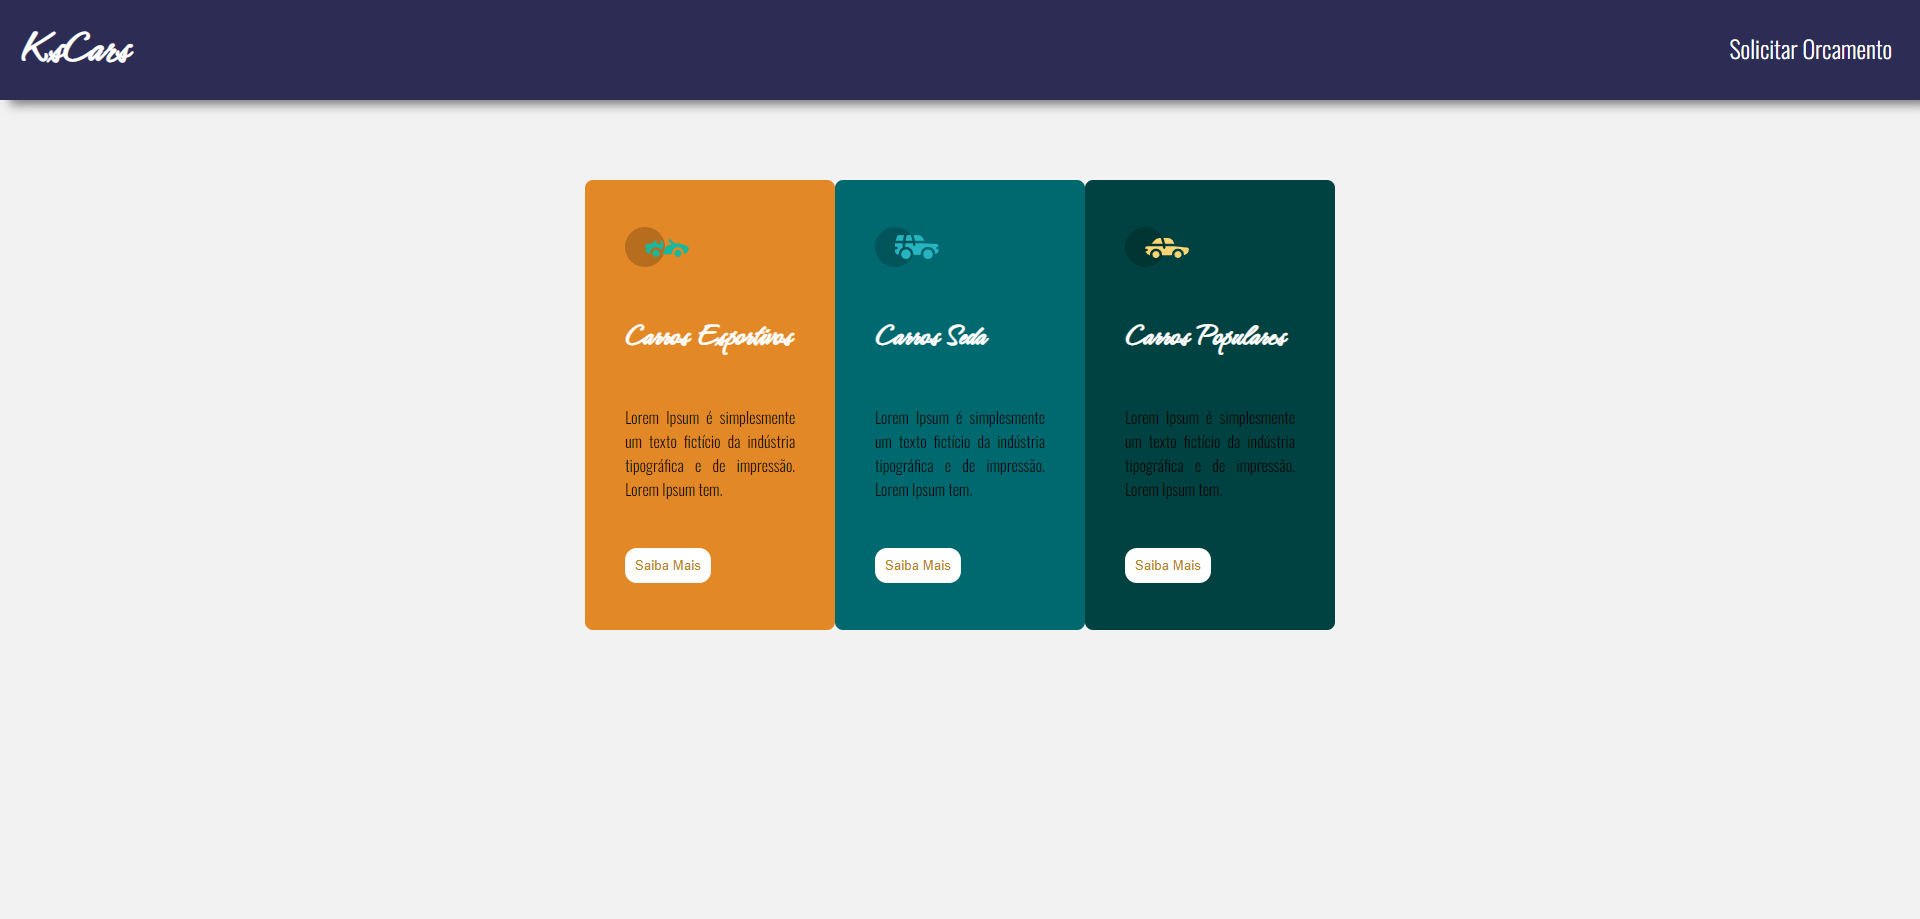 KsCars
Solicitar Orcamento
Carros Esportivos
Lorem Ipsum é simplesmente
um texto fictício da indústria
tipográfica e de impressão.
Lorem Ipsum tem.
Saiba Mais
Carros Seda
Lorem Ipsum é simplesmente
um texto fictício da indústria
tipográfica e de impressão.
Lorem Ipsum tem.
Saiba Mais
Carros Populares
Lorem Ipsum é simplesmente
um texto fictício da indústria
tipográfica e de impressão.
Lorem Ipsum tem.
Saiba Mais